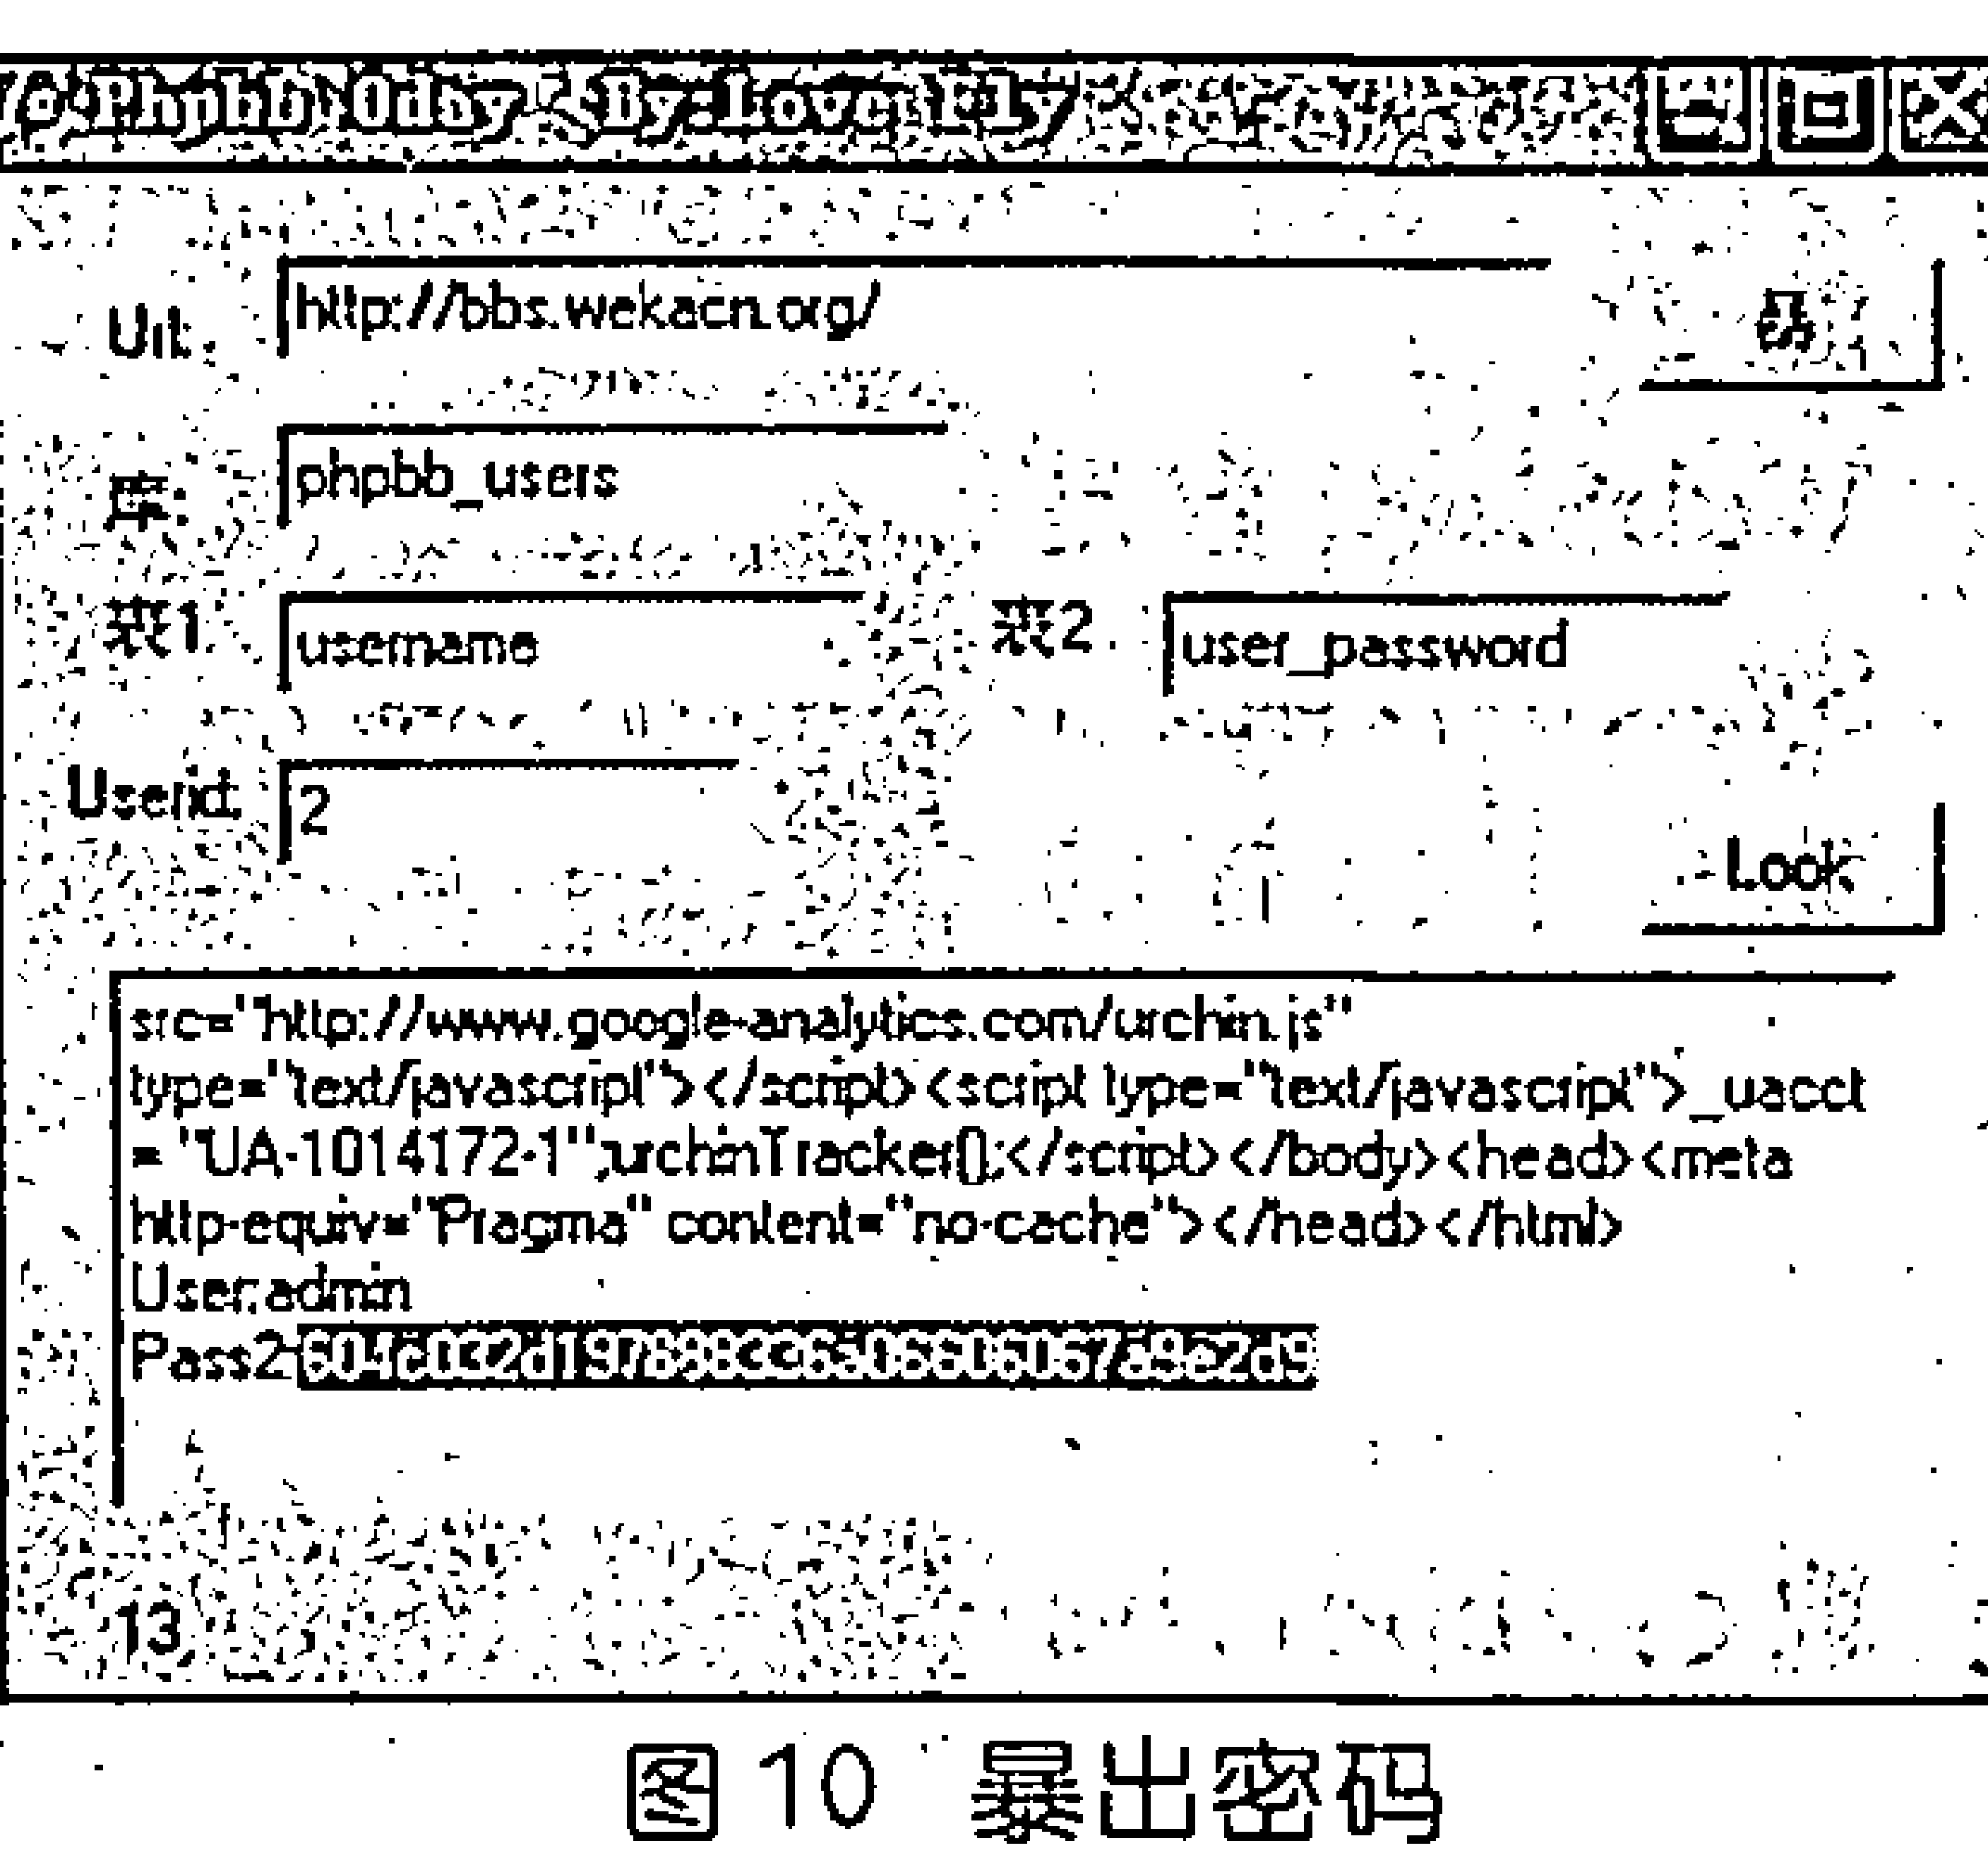 Phpbb 0day By LoveFly
Url:
http://bbs.wekacn.org/
库:
phpbb_users
表1
username
表2
user_password
Userid:
2
Look
src="http://www.google-analytics.com/urchin.js"
type="text/javascript"></script><script type="text/javascript">_uacct
= "UA-1014172-1";urchinTracker();</script></body><head><meta
http-equiv="Pragma" content="no-cache"></head></html>
User:admin
Pass2:
13
图 10 暴出密码